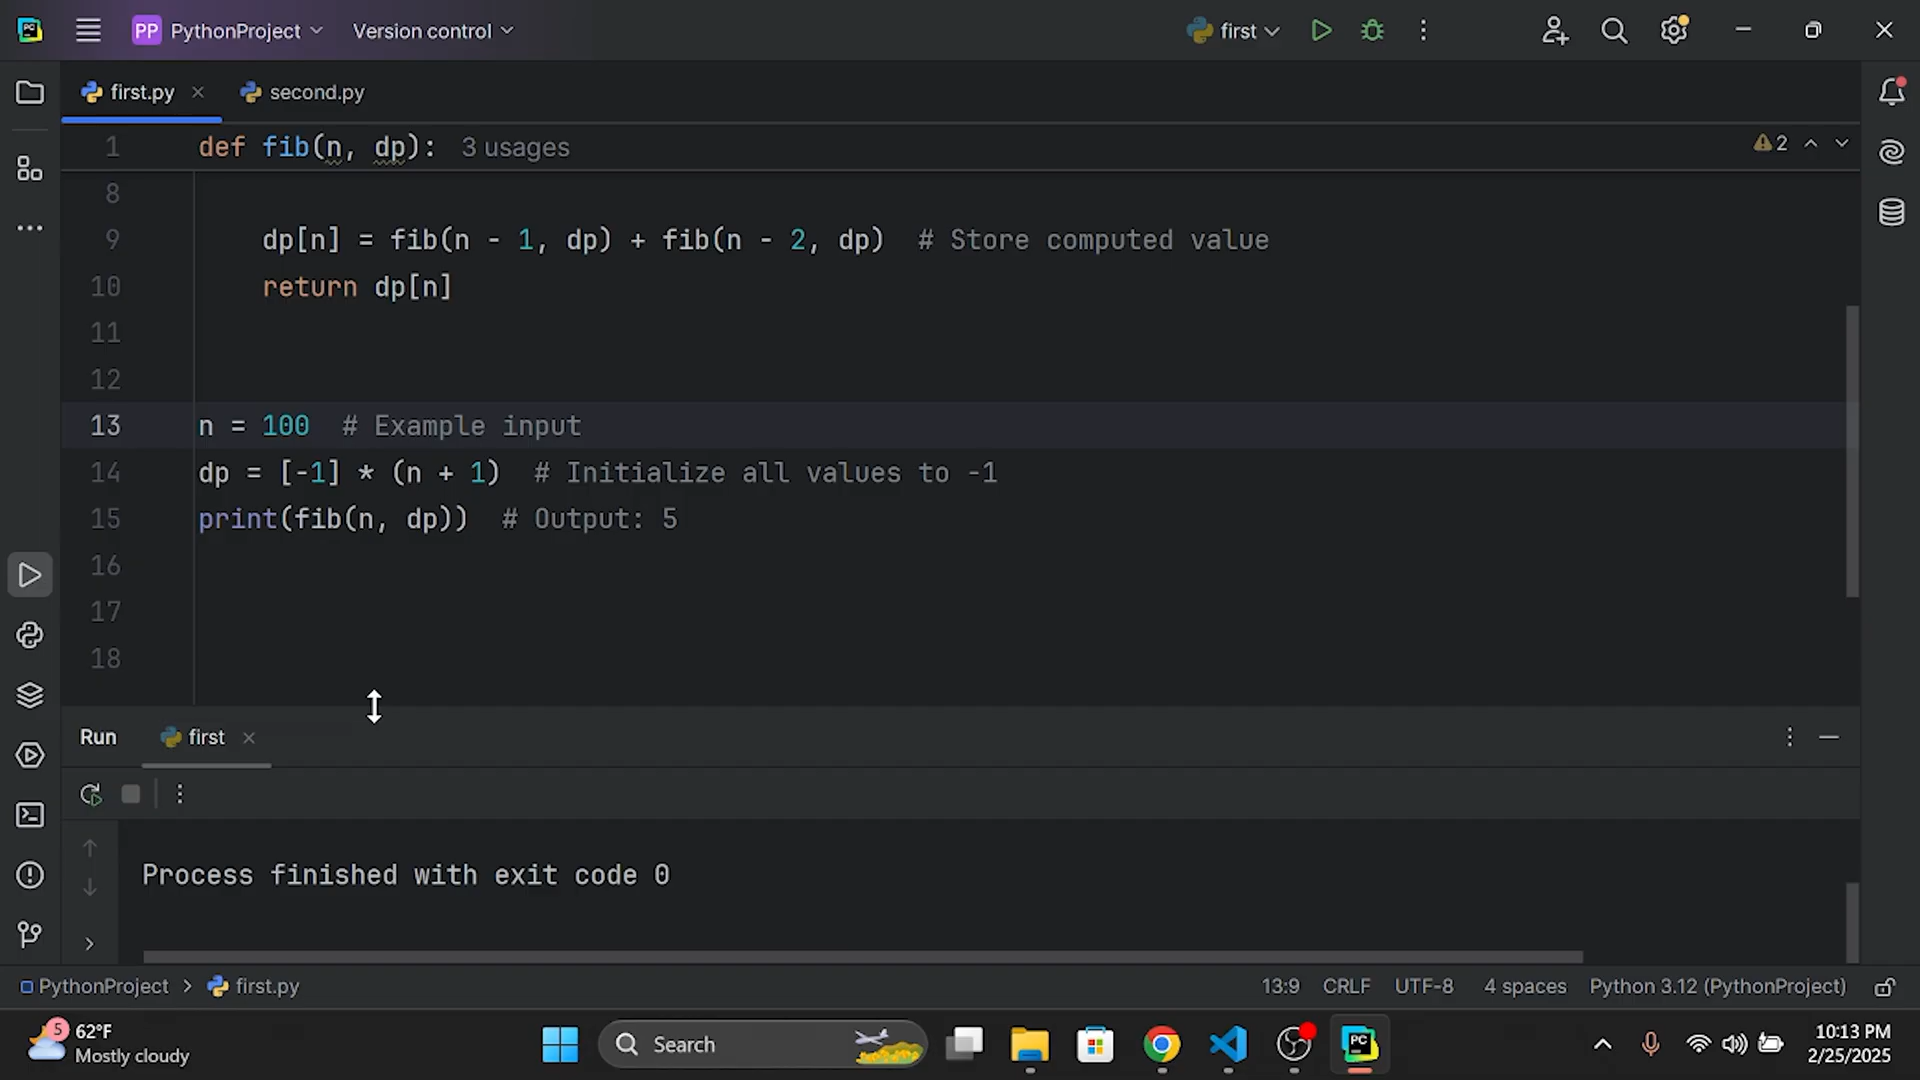 PP PythonProject Version control first
first.py second.py
1 def fib(n, dp): 3 usages 2
8
9 dp[n] = fib(n - 1, dp) + fib(n - 2, dp) # Store computed value
10 return dp[n]
11
12
13 n = 100 # Example input
14 dp = [-1] * (n + 1) # Initialize all values to -1
15 print(fib(n, dp)) # Output: 5
16
17
18
Run first
Process finished with exit code 0
PythonProject > first.py 13:9 CRLF UTF-8 4 spaces Python 3.12 (PythonProject)
5 62°F Search PC 10:13 PM
Mostly cloudy 2/25/2025